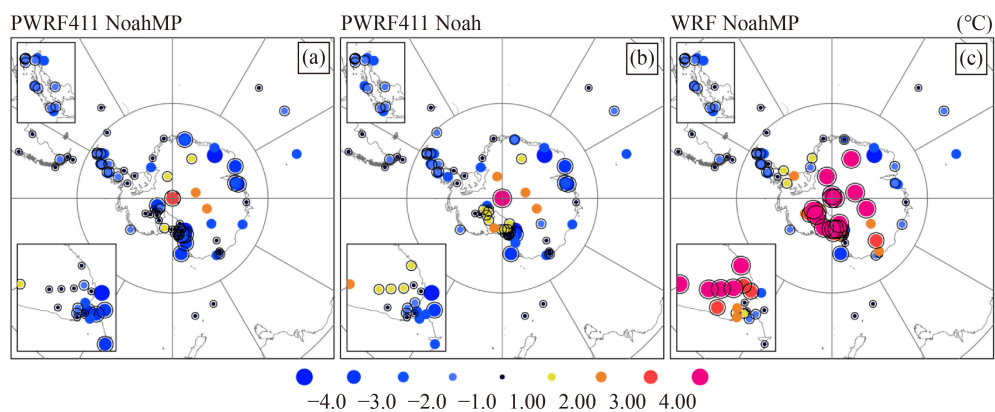 PWRF411 NoahMP PWRF411 Noah WRF NoahMP (℃)
(a) (b) (c)
−4.0 −3.0 −2.0 −1.0 1.00 2.00 3.00 4.00